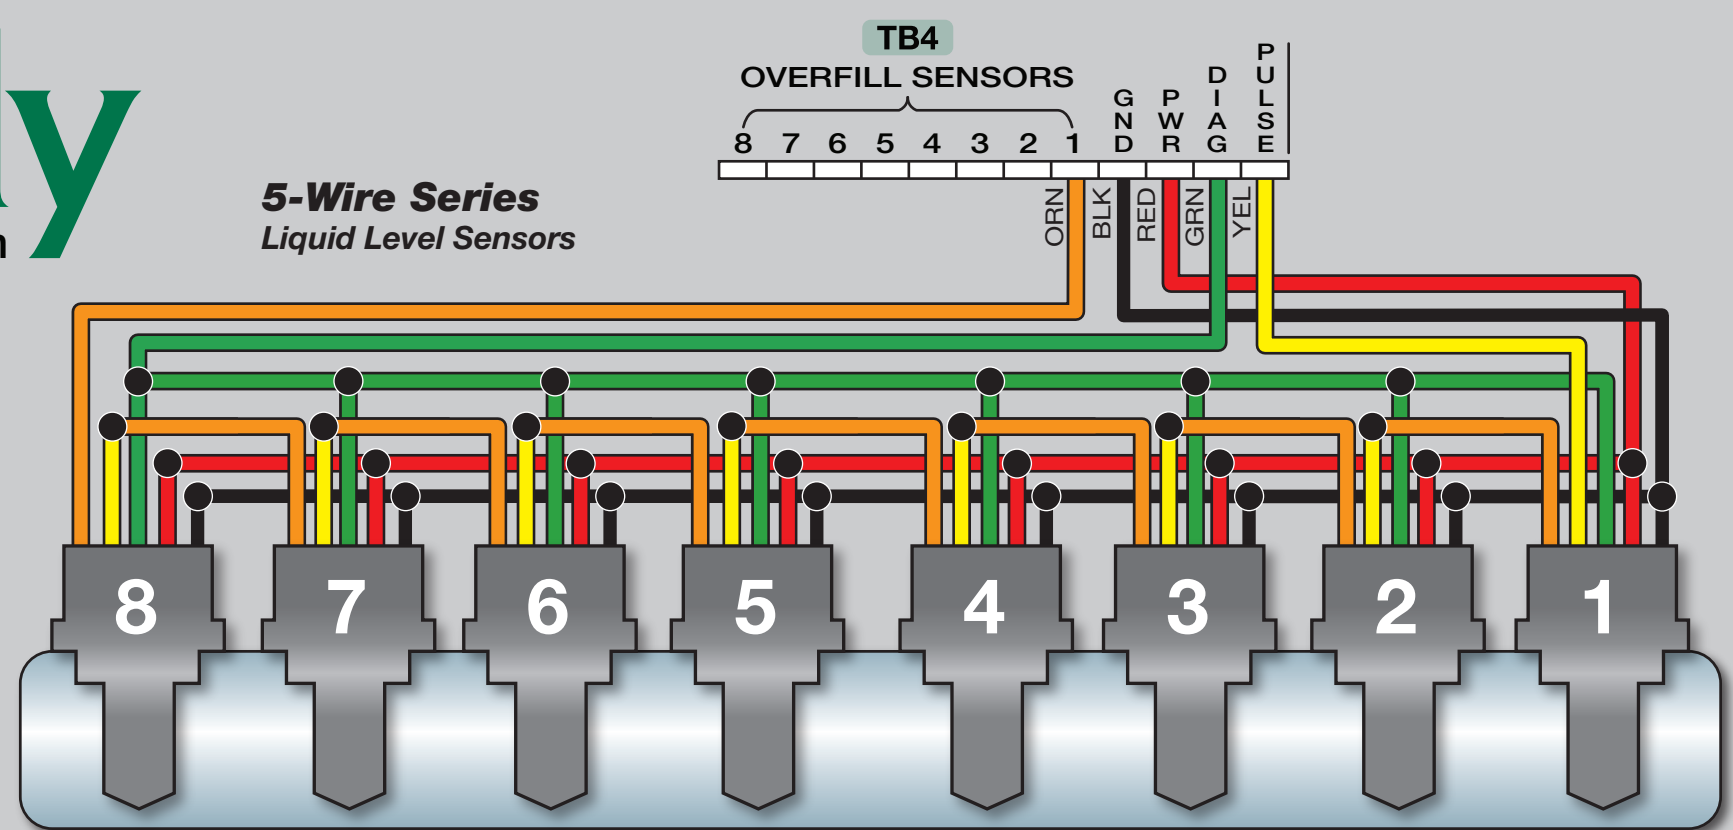 TB4
OVERFILL SENSORS
8 7 6 5 4 3 2 1 GND PWR DIAG PULSE
ORN BLK RED GRN YEL
5-Wire Series
Liquid Level Sensors
8 7 6 5 4 3 2 1